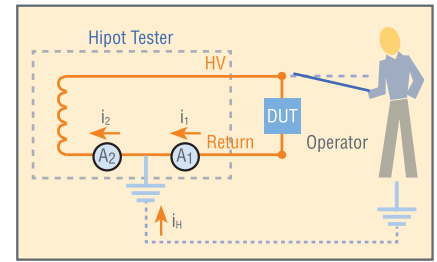 Hipot Tester
HV
i2
i1
DUT
A2
A1
Return
Operator
iH